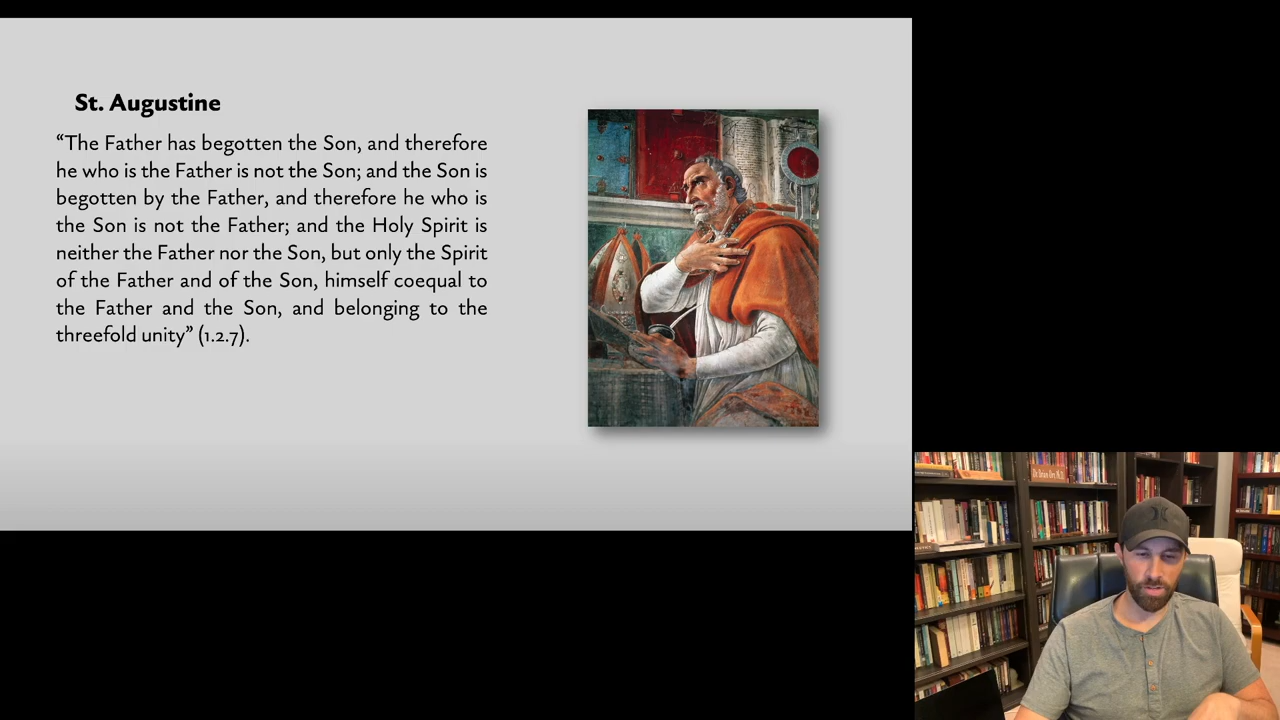 St. Augustine
“The Father has begotten the Son, and therefore
he who is the Father is not the Son; and the Son is
begotten by the Father, and therefore he who is
the Son is not the Father; and the Holy Spirit is
neither the Father nor the Son, but only the Spirit
of the Father and of the Son, himself coequal to
the Father and the Son, and belonging to the
threefold unity” (1.2.7).